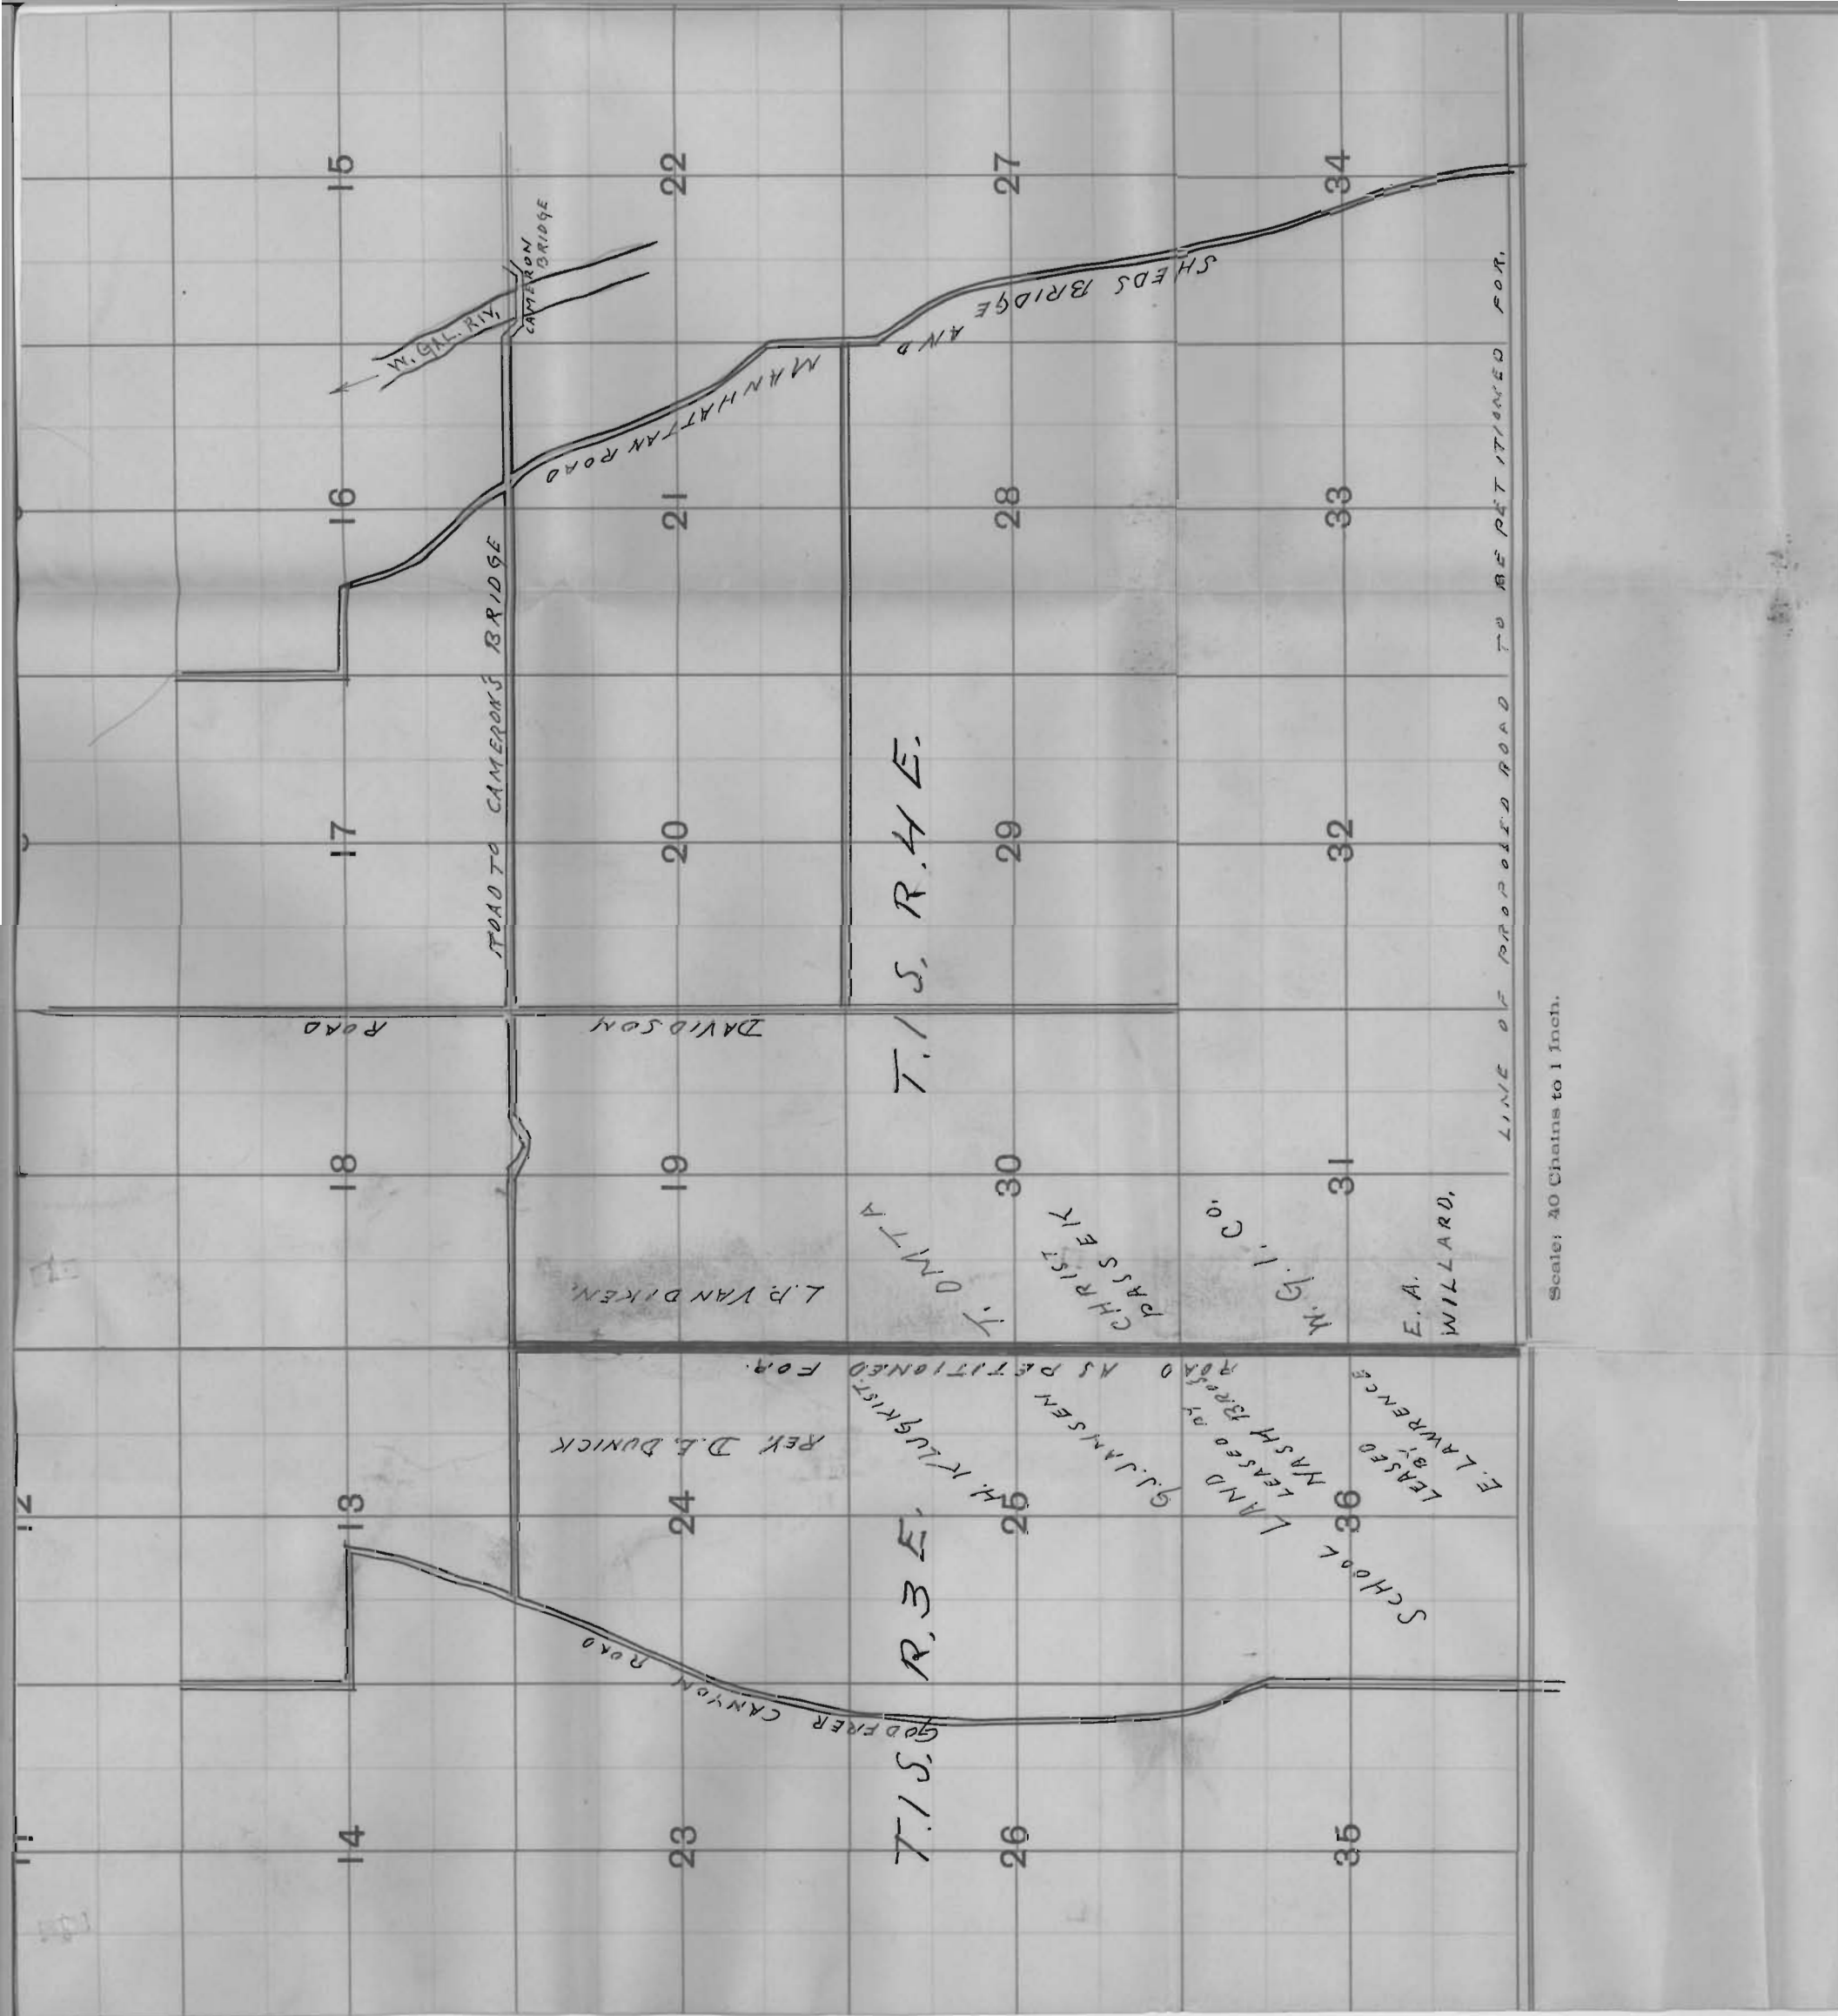 14
13
18
17
16
15
23
24
19
20
21
22
26
25
30
29
28
27
35
36
31
32
33
34
T. 1 S. R. 3 E.
T. 1 S. R. 4 E.
W. GAL. RIV.
CAMERON
BRIDGE
ROAD TO CAMERON'S BRIDGE
MANHATTAN ROAD
AND
SHEDS BRIDGE
DAVIDSON ROAD
GODFRER CANYON ROAD
ROAD AS PETITIONED FOR.
L.P. VAN DIKEN.
Y. OMTA
CHRIST
PASSEK
W. G. I. CO.
E. A.
WILLARD.
REV. D.E. DUNICK
H. KLUGKIST.
G.J. JANSEN
SCHOOL LAND
LEASED BY
NASH BROS.
LEASED
BY
E. LAWRENCE
LINE OF PROPOSED ROAD TO BE PETITIONED FOR.
Scale: 40 Chains to 1 Inch.